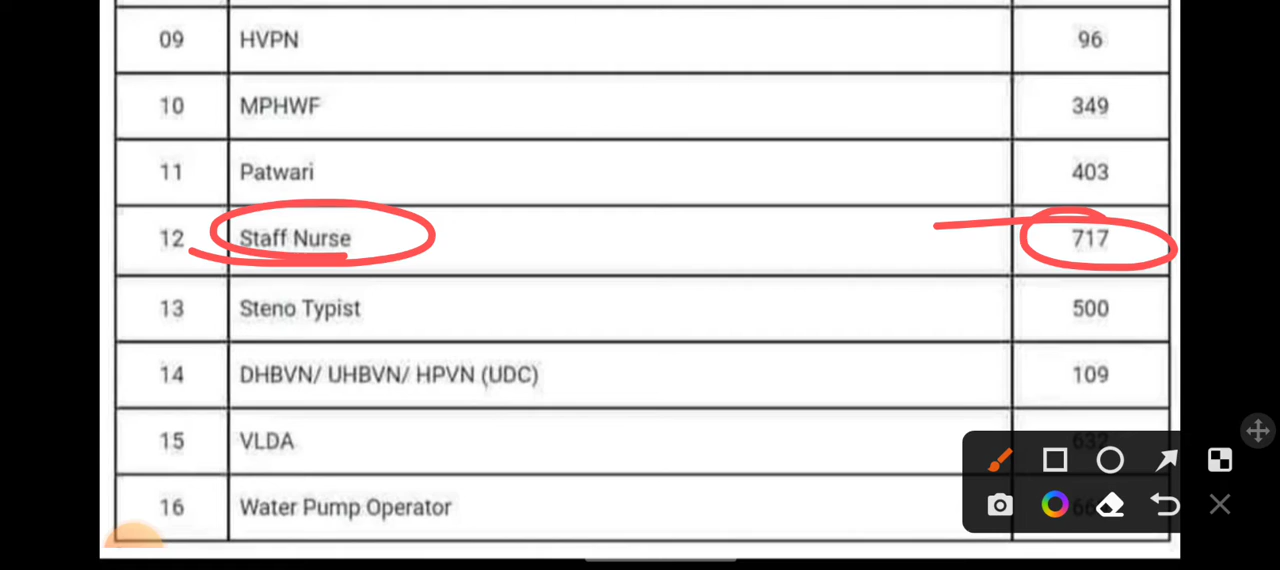 09 HVPN 96
10 MPHWF 349
11 Patwari 403
12 Staff Nurse 717
13 Steno Typist 500
14 DHBVN/ UHBVN/ HPVN (UDC) 109
15 VLDA 632
16 Water Pump Operator